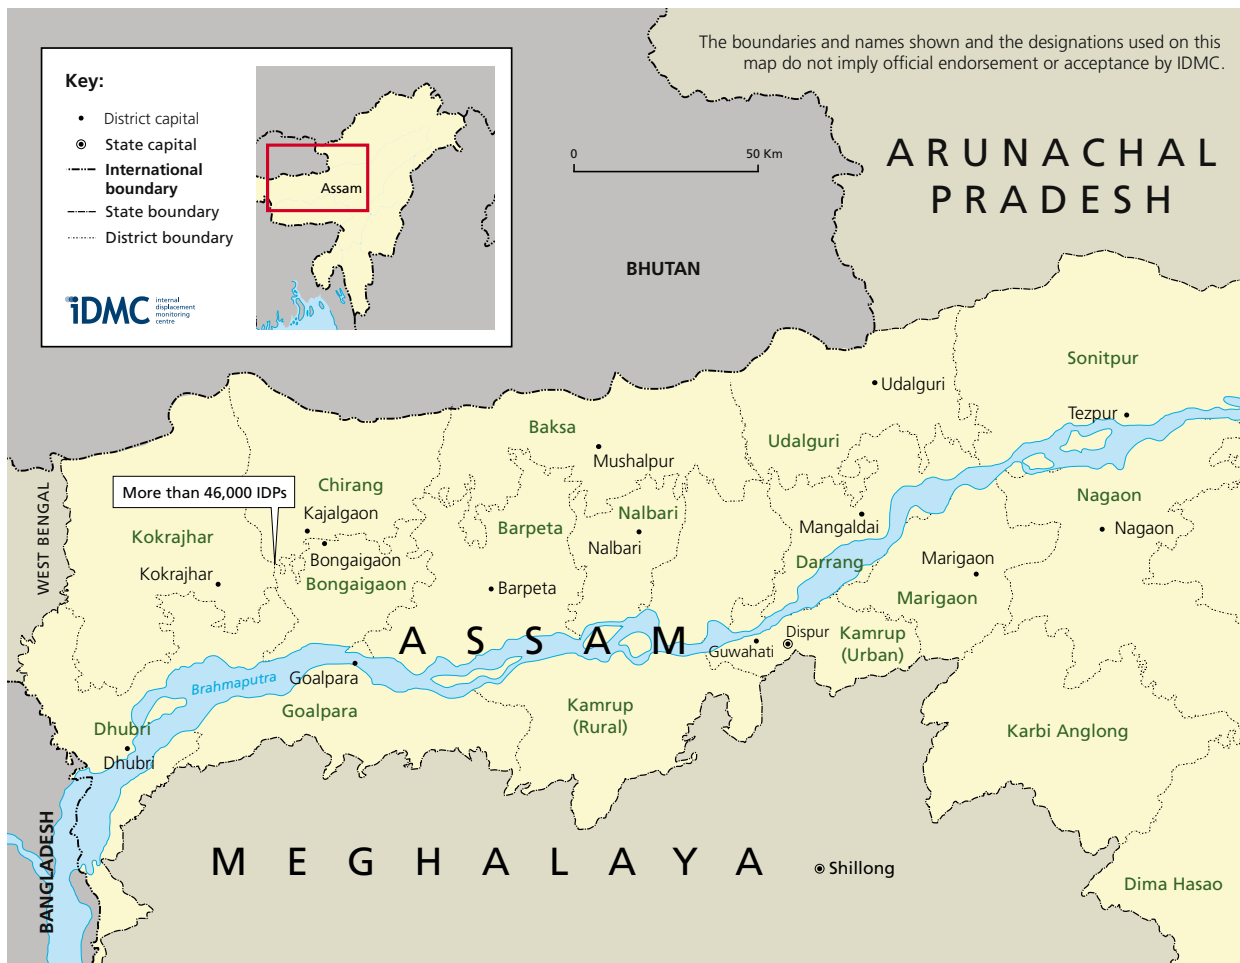 The boundaries and names shown and the designations used on this
map do not imply official endorsement or acceptance by IDMC.
Key:
District capital
State capital
International
boundary
State boundary
District boundary
Assam
iDMC
internal
displacement
monitoring
centre
0 50 Km
ARUNACHAL
PRADESH
BHUTAN
Sonitpur
Udalguri
Tezpur
Baksa
Udalguri
Mushalpur
WEST BENGAL
Chirang
More than 46,000 IDPs
Nagaon
Kajalgaon
Barpeta
Nalbari
Mangaldai
Nagaon
Kokrajhar
Nalbari
Bongaigaon
Darrang
Marigaon
Kokrajhar
Bongaigaon
Barpeta
Marigaon
ASSAM
Dispur
Kamrup
(Urban)
Guwahati
Brahmaputra
Goalpara
Goalpara
Kamrup
(Rural)
Dhubri
Karbi Anglong
Dhubri
BANGLADESH
MEGHALAYA
Shillong
Dima Hasao